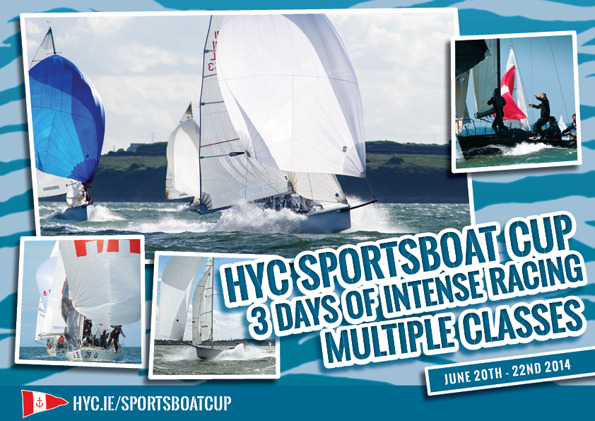 HYC SPORTSBOAT CUP
3 DAYS OF INTENSE RACING
MULTIPLE CLASSES
JUNE 20TH - 22ND 2014
HYC.IE/SPORTSBOATCUP